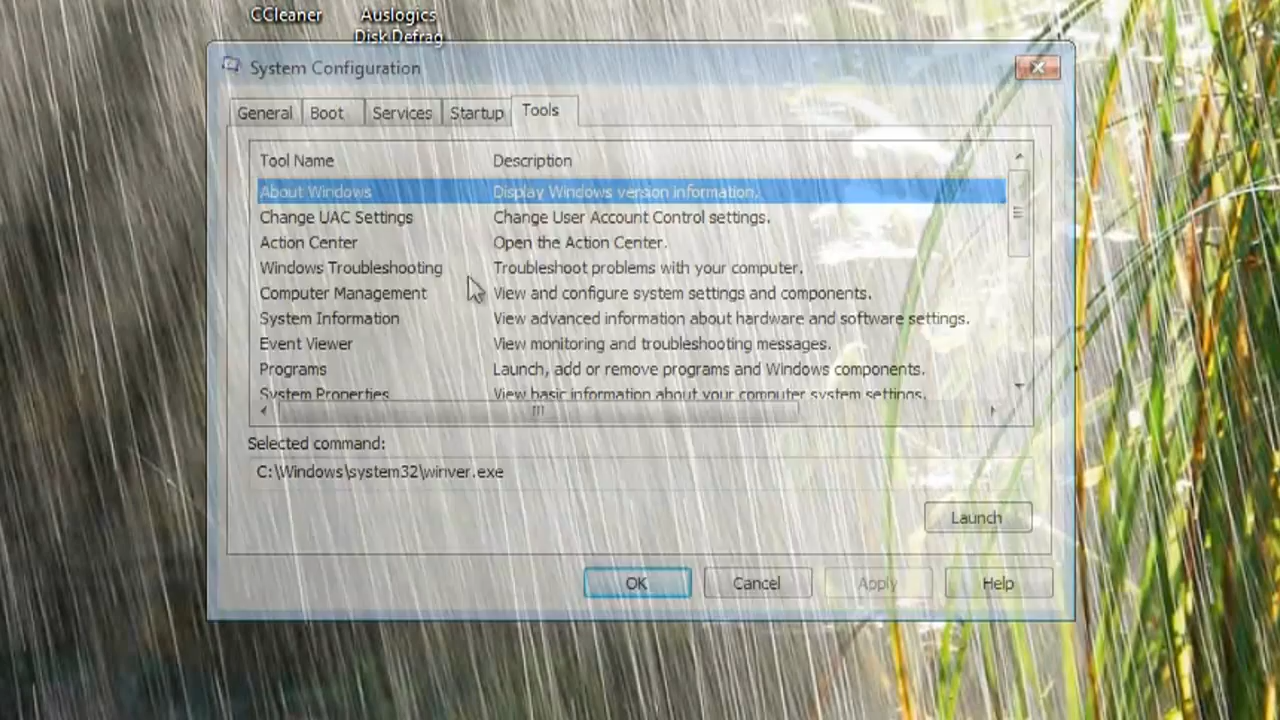 CCleaner Auslogics
Disk Defrag
System Configuration
General Boot Services Startup Tools
Tool Name Description
About Windows Display Windows version information.
Change UAC Settings Change User Account Control settings.
Action Center Open the Action Center.
Windows Troubleshooting Troubleshoot problems with your computer.
Computer Management View and configure system settings and components.
System Information View advanced information about hardware and software settings.
Event Viewer View monitoring and troubleshooting messages.
Programs Launch, add or remove programs and Windows components.
System Properties View basic information about your computer system settings.
Selected command:
C:\Windows\system32\winver.exe
Launch
OK Cancel Apply Help